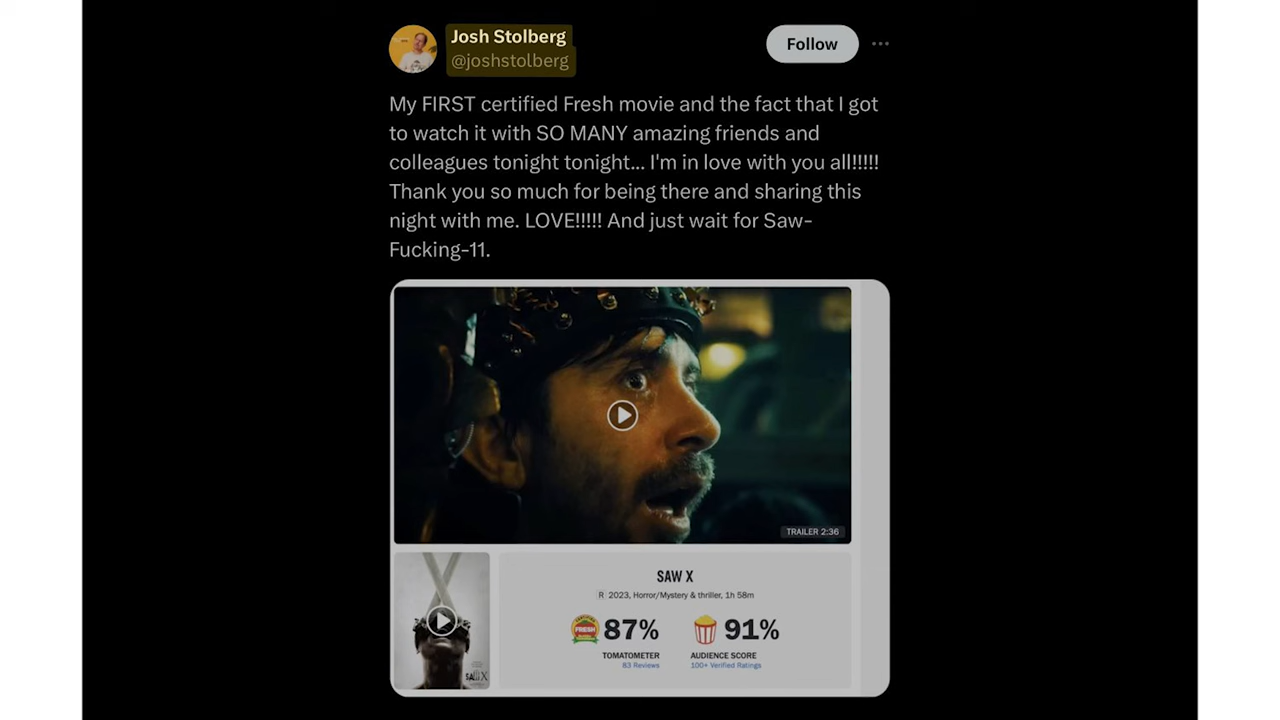 Josh Stolberg
@joshstolberg
Follow
My FIRST certified Fresh movie and the fact that I got
to watch it with SO MANY amazing friends and
colleagues tonight tonight... I'm in love with you all!!!!!
Thank you so much for being there and sharing this
night with me. LOVE!!!!! And just wait for Saw-
Fucking-11.
TRAILER 2:36
SAW X
SAW X
R 2023, Horror/Mystery & thriller, 1h 58m
FRESH
87%
91%
TOMATOMETER
AUDIENCE SCORE
83 Reviews
100+ Verified Ratings